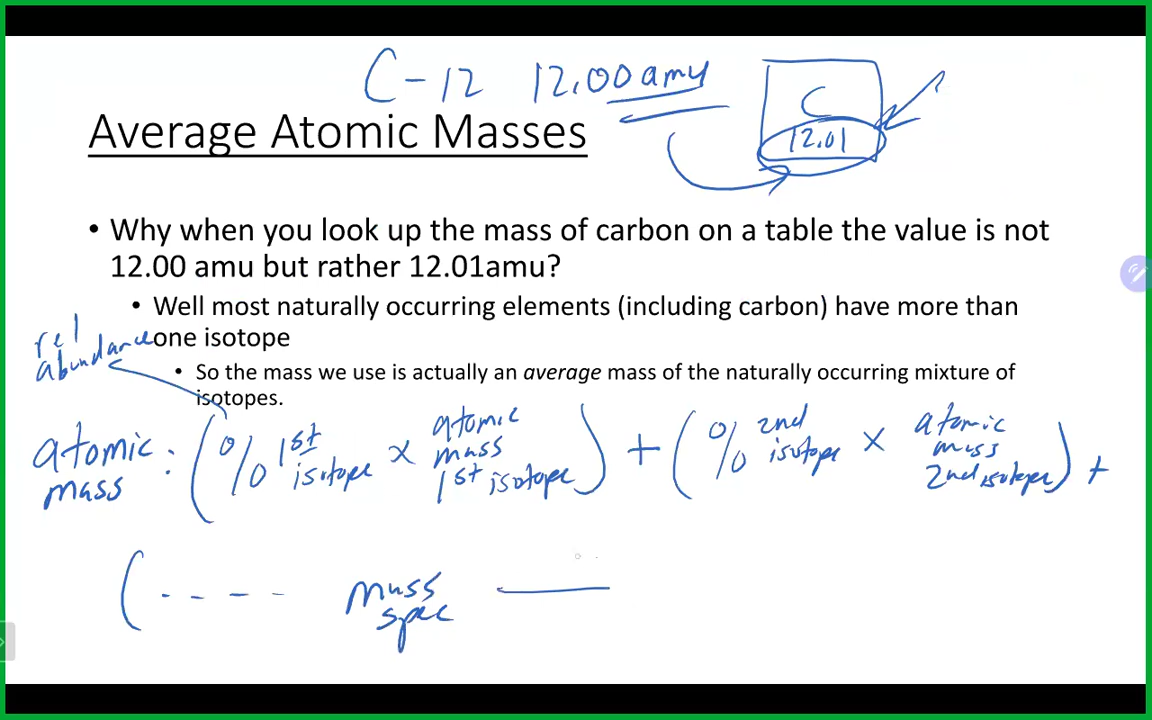 C-12 12.00 amu
C
12.01
Average Atomic Masses
• Why when you look up the mass of carbon on a table the value is not
12.00 amu but rather 12.01amu?
• Well most naturally occurring elements (including carbon) have more than
one isotope
rel
abundance
• So the mass we use is actually an average mass of the naturally occurring mixture of
isotopes.
atomic mass : (% 1st isotope × atomic mass 1st isotope) + (% 2nd isotope × atomic mass 2nd isotope) +
( - - - -
mass
spec